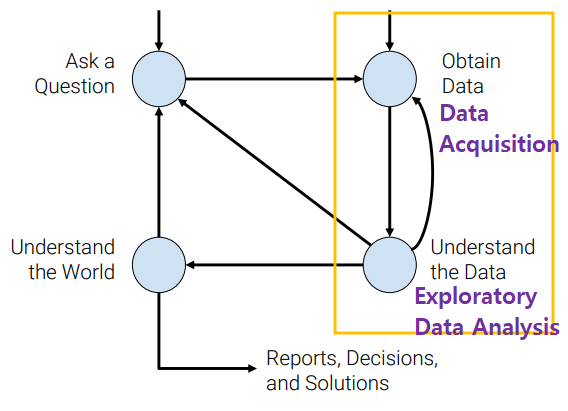 Ask a
Question
Obtain
Data
Data
Acquisition
Understand
the World
Understand
the Data
Exploratory
Data Analysis
Reports, Decisions,
and Solutions